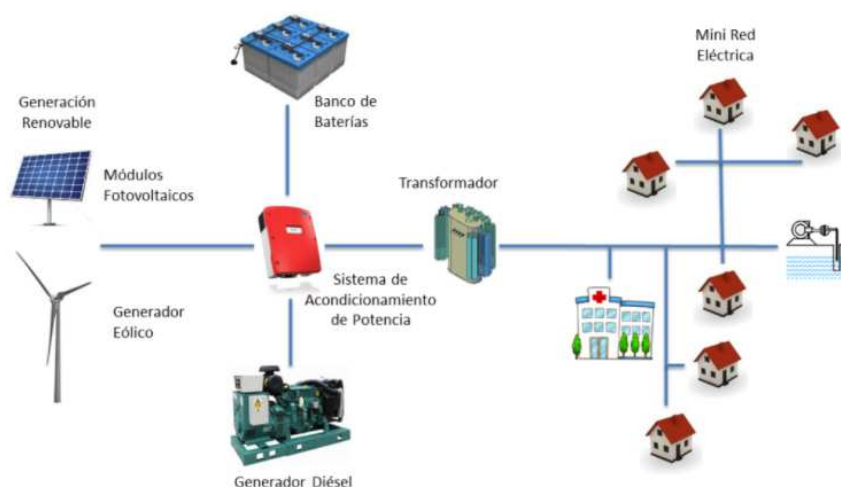 Mini Red
Eléctrica
Banco de
Baterías
Generación
Renovable
Módulos
Fotovoltaicos
Transformador
Sistema de
Acondicionamiento
de Potencia
Generador
Eólico
Generador Diésel